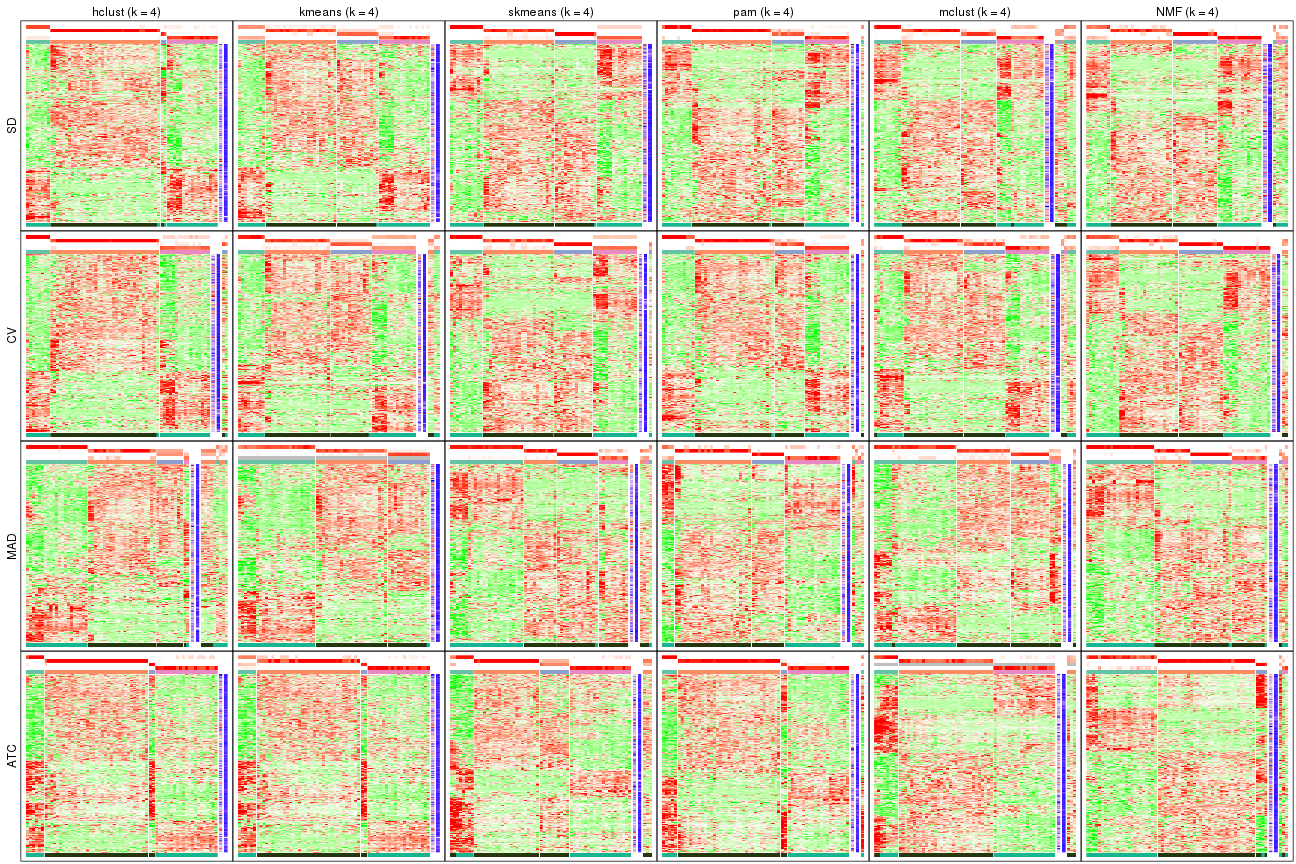 hclust (k = 4) kmeans (k = 4) skmeans (k = 4) pam (k = 4) mclust (k = 4) NMF (k = 4)
SD
CV
MAD
ATC